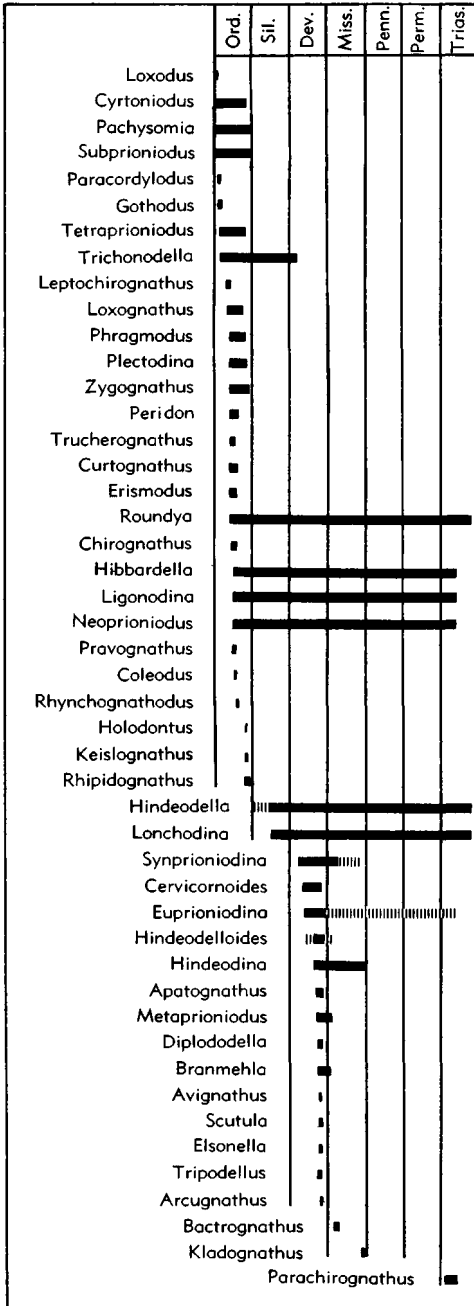 Ord. Sil. Dev. Miss. Penn. Perm. Trias.
Loxodus
Cyrtoniodus
Pachysomia
Subprioniodus
Paracordylodus
Gothodus
Tetraprioniodus
Trichonodella
Leptochirognathus
Loxognathus
Phragmodus
Plectodina
Zygognathus
Peridon
Trucherognathus
Curtognathus
Erismodus
Roundya
Chirognathus
Hibbardella
Ligonodina
Neoprioniodus
Pravognathus
Coleodus
Rhynchognathodus
Holodontus
Keislognathus
Rhipidognathus
Hindeodella
Lonchodina
Synprioniodina
Cervicornoides
Euprioniodina
Hindeodelloides
Hindeodina
Apatognathus
Metaprioniodus
Diplododella
Branmehla
Avignathus
Scutula
Elsonella
Tripodellus
Arcugnathus
Bactrognathus
Kladognathus
Parachirognathus